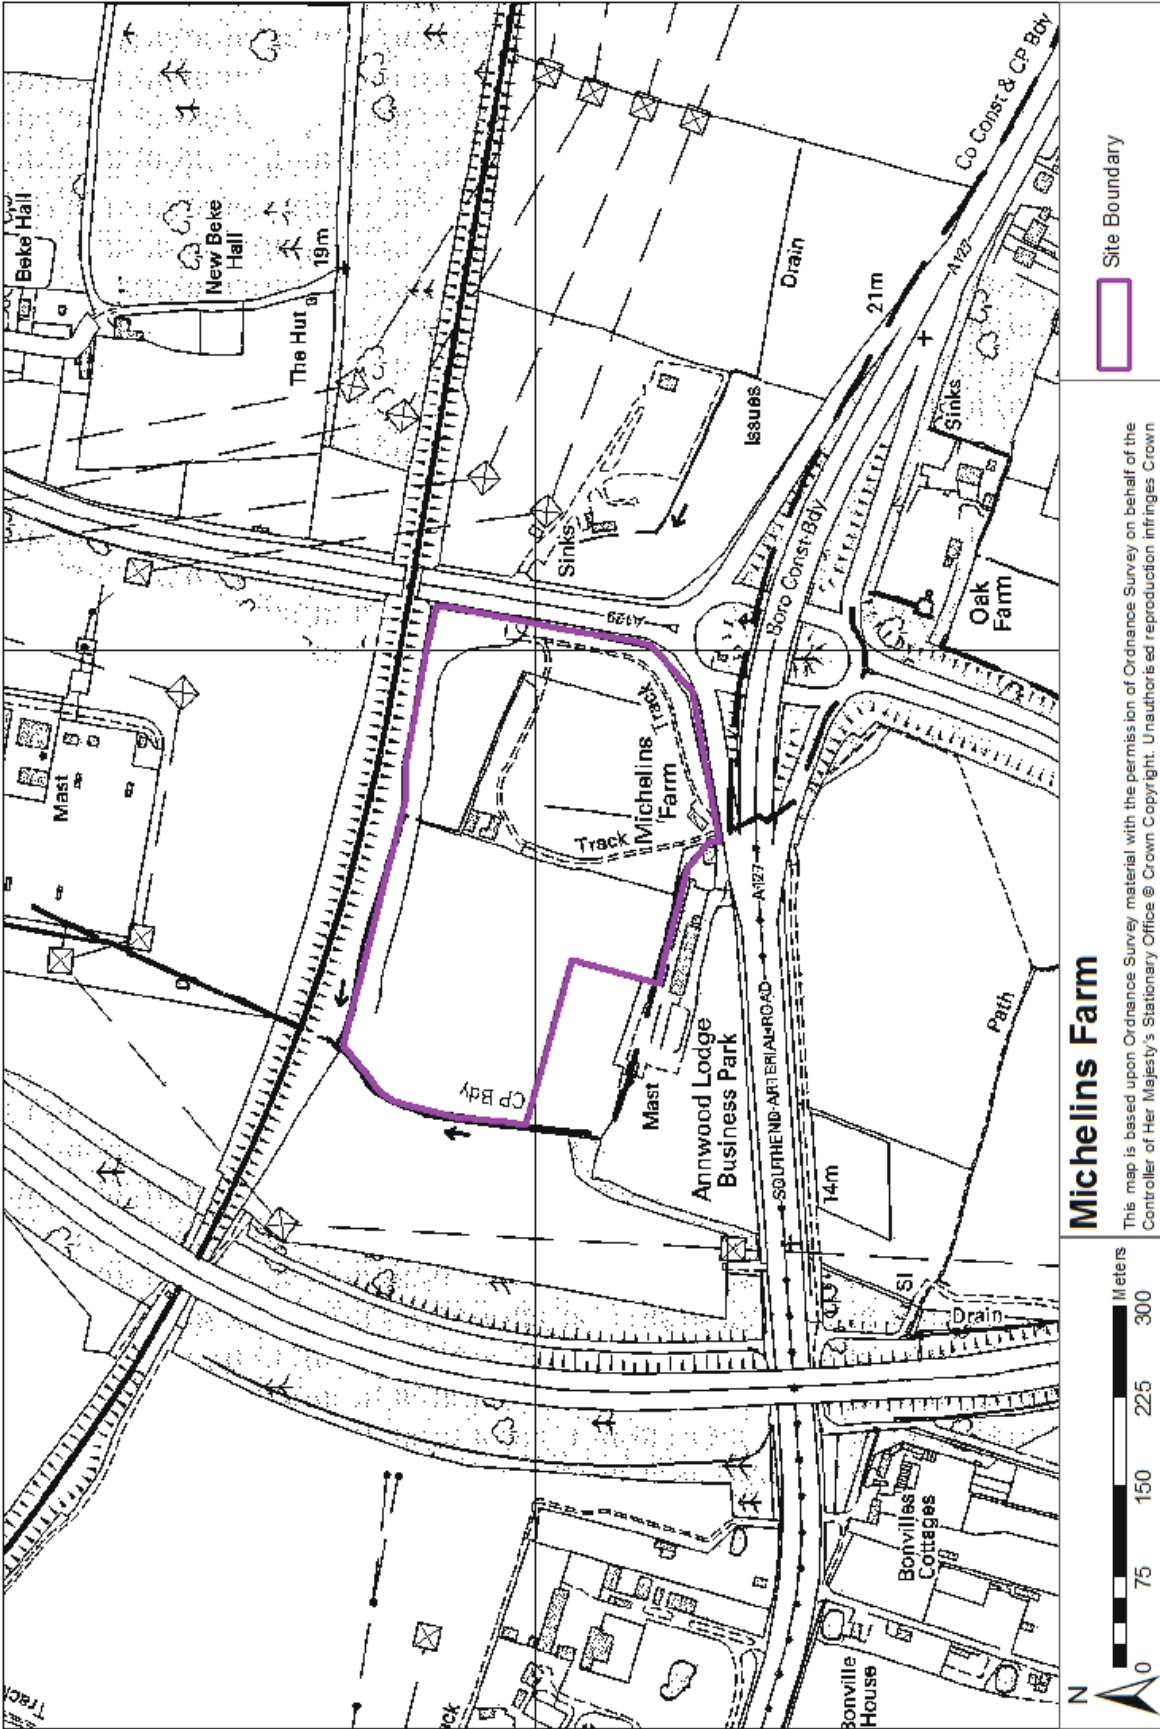 Beke Hall
New Beke
Hall
19m
The Hut
Mast
Sinks
Issues
Drain
Co Const & CP Bdy
21m
A127
A129
Boro Const Bdy
Sinks
Oak
Farm
Track
Michelins
Farm
Track
CP Bdy
Mast
Annwood Lodge
Business Park
A127
SOUTHEND ARTERIAL ROAD
14m
Path
SI
Drain
Bonvilles
Cottages
Bonville
House
Track
ck
N
0 75 150 225 300
Meters
Michelins Farm
This map is based upon Ordnance Survey material with the permission of Ordnance Survey on behalf of the
Controller of Her Majesty's Stationary Office © Crown Copyright. Unauthorised reproduction infringes Crown
Site Boundary